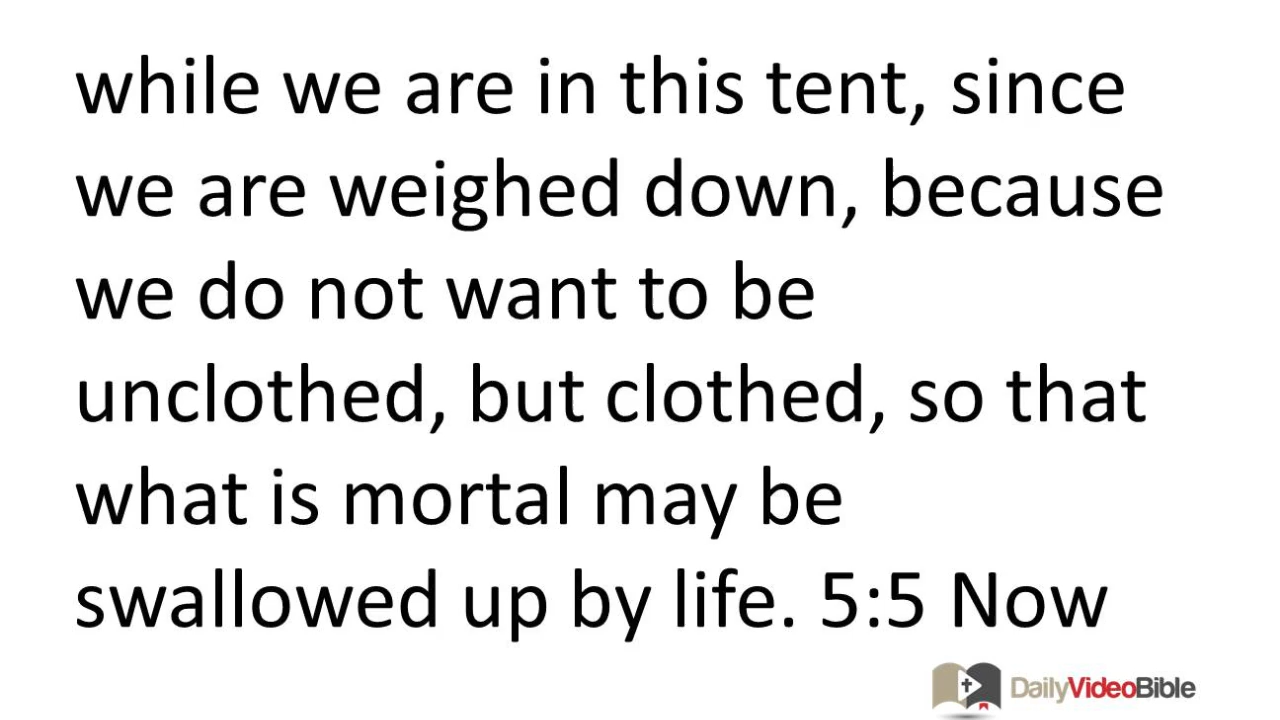 while we are in this tent, since
we are weighed down, because
we do not want to be
unclothed, but clothed, so that
what is mortal may be
swallowed up by life. 5:5 Now
DailyVideoBible